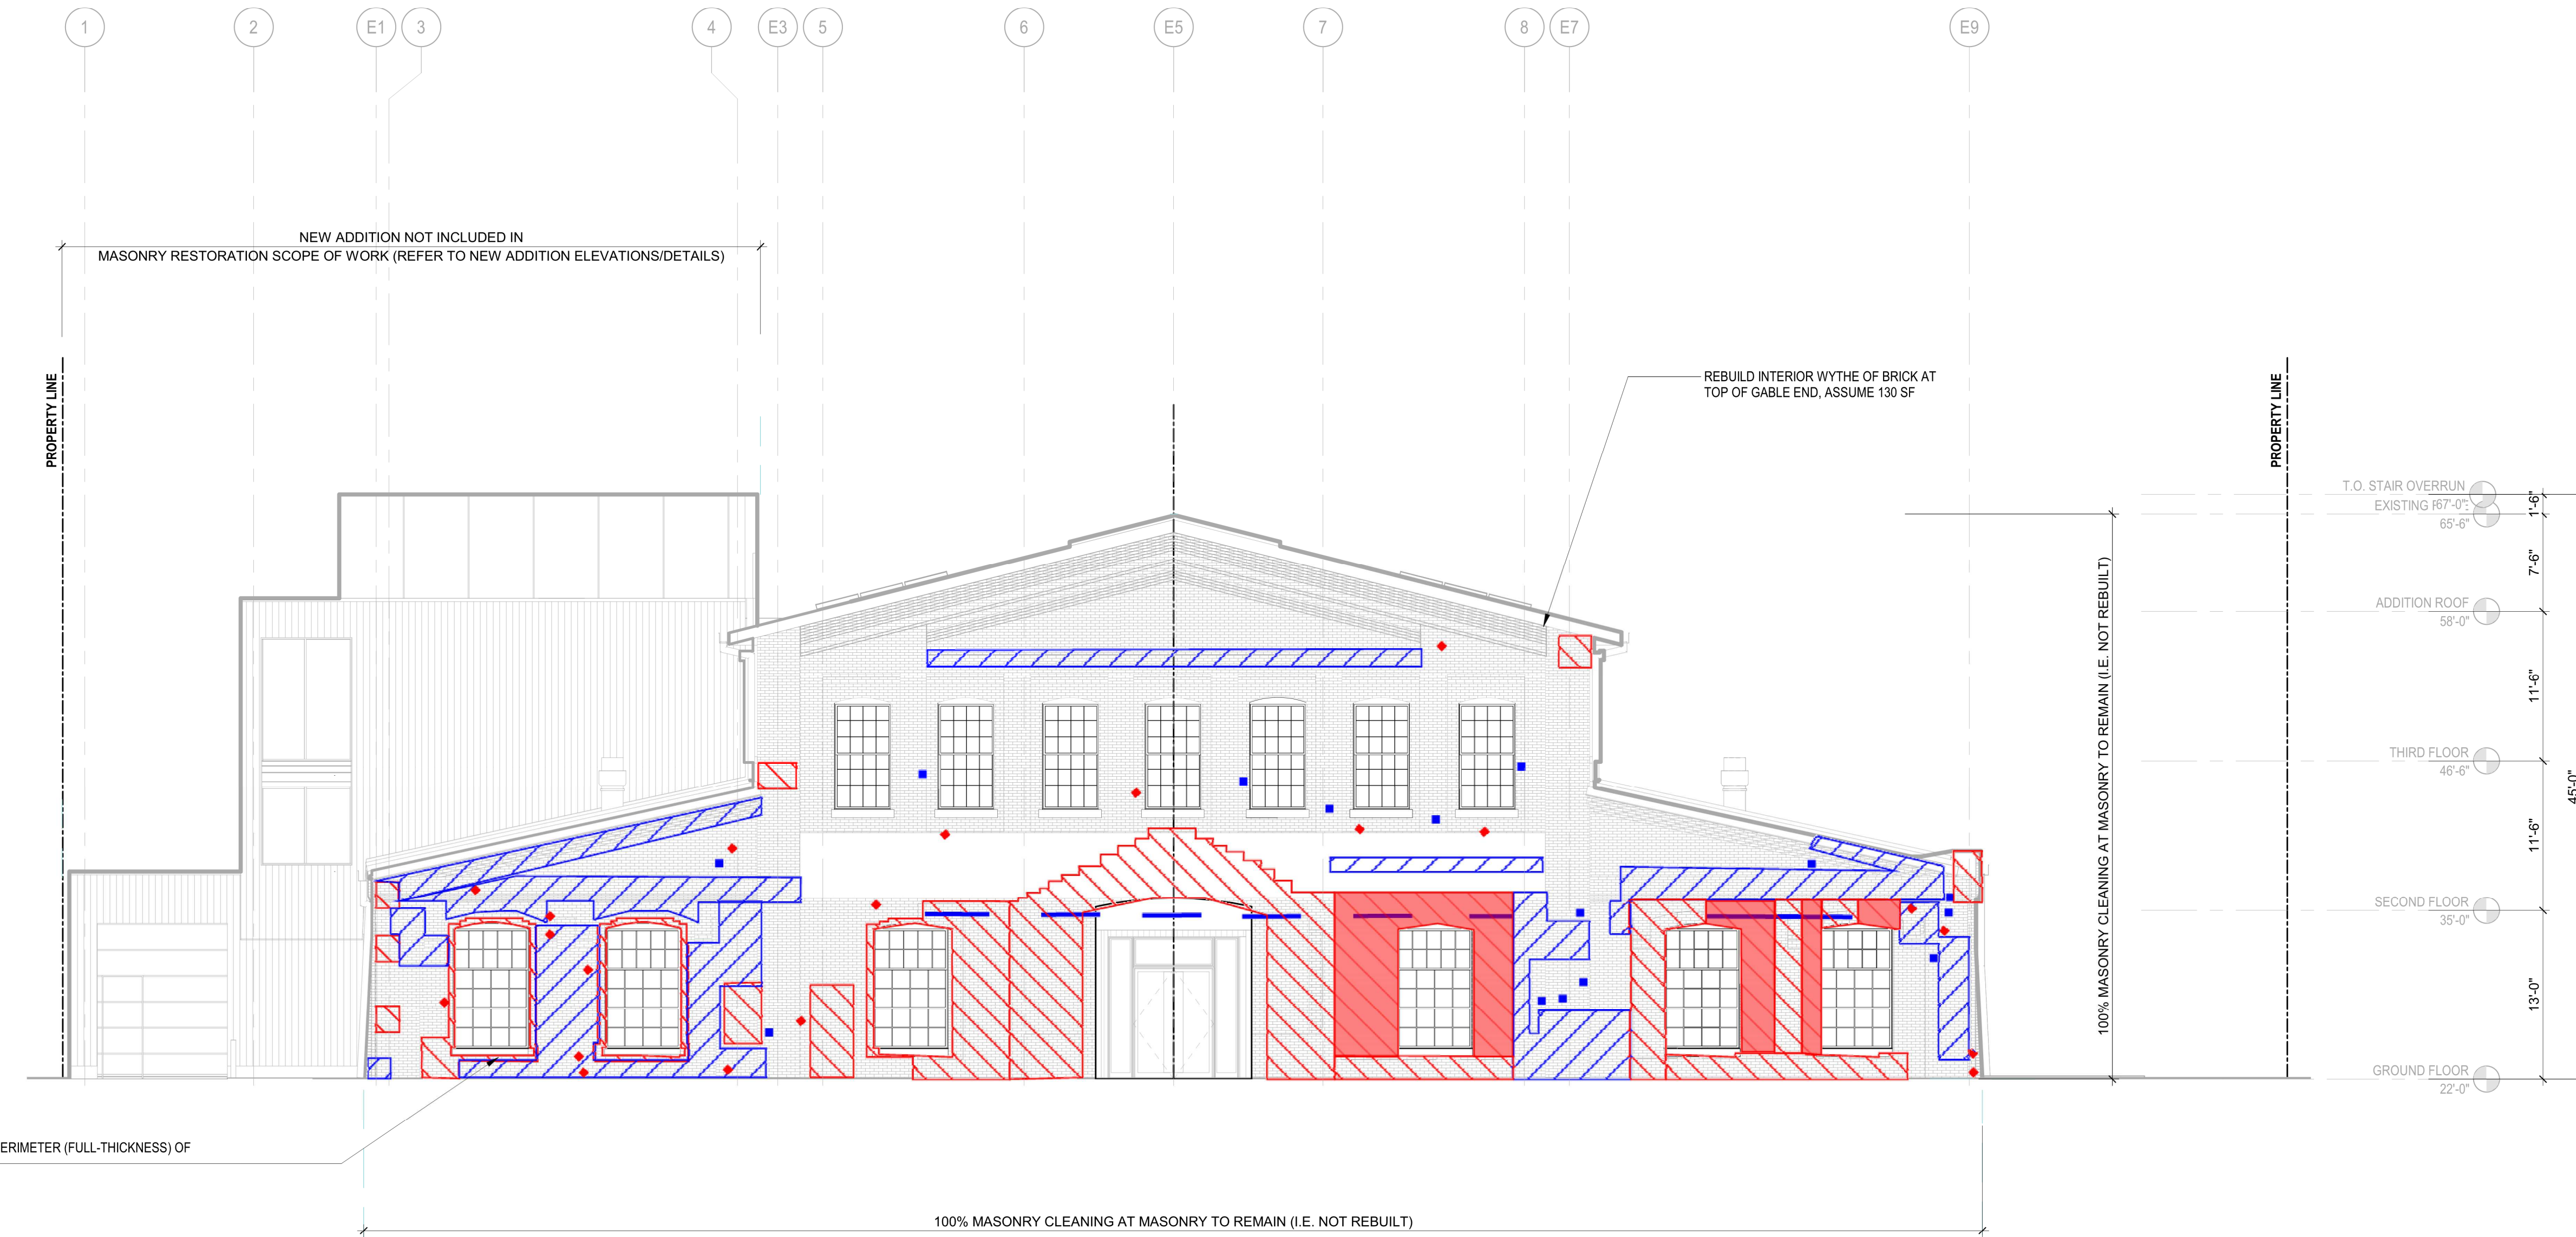 1 2 E1 3 4 E3 5 6 E5 7 8 E7 E9
NEW ADDITION NOT INCLUDED IN
MASONRY RESTORATION SCOPE OF WORK (REFER TO NEW ADDITION ELEVATIONS/DETAILS)
PROPERTY LINE
REBUILD INTERIOR WYTHE OF BRICK AT
TOP OF GABLE END, ASSUME 130 SF
PROPERTY LINE
T.O. STAIR OVERRUN
67'-0"
EXISTING
65'-6"
ADDITION ROOF
58'-0"
THIRD FLOOR
46'-6"
SECOND FLOOR
35'-0"
GROUND FLOOR
22'-0"
1'-6"
7'-6"
11'-6"
11'-6"
13'-0"
45'-0"
100% MASONRY CLEANING AT MASONRY TO REMAIN (I.E. NOT REBUILT)
ERIMETER (FULL-THICKNESS) OF
100% MASONRY CLEANING AT MASONRY TO REMAIN (I.E. NOT REBUILT)